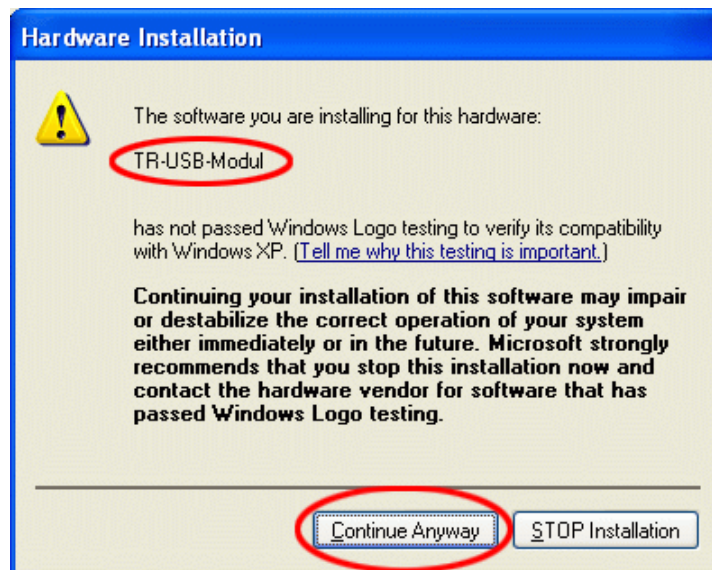 Hardware Installation
The software you are installing for this hardware:
TR-USB-Modul
has not passed Windows Logo testing to verify its compatibility
with Windows XP. (Tell me why this testing is important.)
Continuing your installation of this software may impair
or destabilize the correct operation of your system
either immediately or in the future. Microsoft strongly
recommends that you stop this installation now and
contact the hardware vendor for software that has
passed Windows Logo testing.
Continue Anyway
STOP Installation